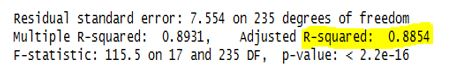 Residual standard error: 7.554 on 235 degrees of freedom
Multiple R-squared: 0.8931, Adjusted R-squared: 0.8854
F-statistic: 115.5 on 17 and 235 DF, p-value: < 2.2e-16